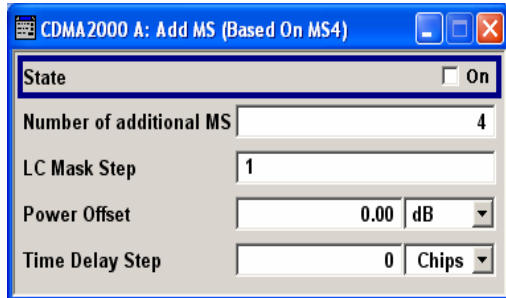 CDMA2000 A: Add MS (Based On MS4)
State On
Number of additional MS 4
LC Mask Step 1
Power Offset 0.00 dB
Time Delay Step 0 Chips